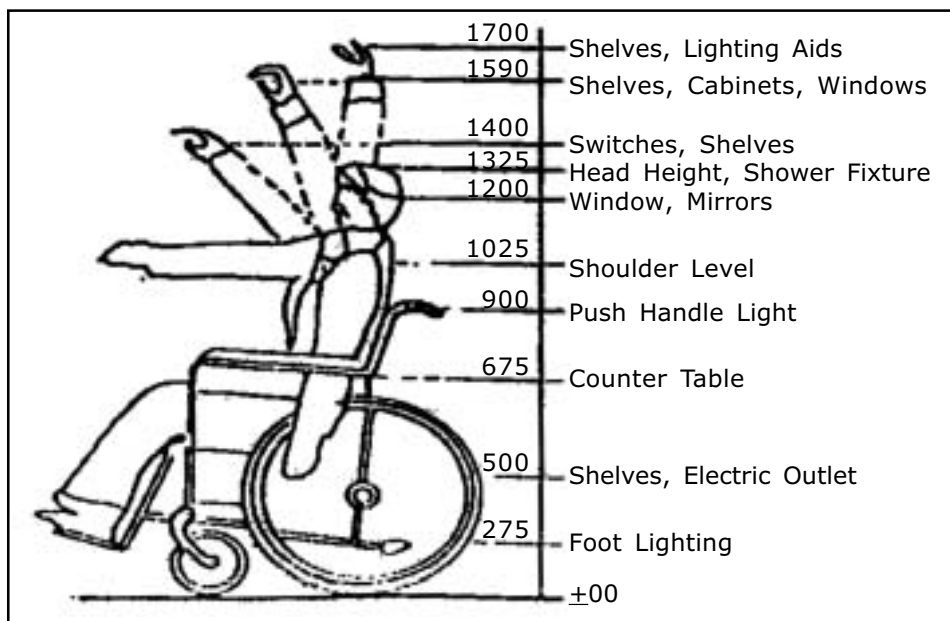 1700 Shelves, Lighting Aids
1590 Shelves, Cabinets, Windows
1400 Switches, Shelves
1325 Head Height, Shower Fixture
1200 Window, Mirrors
1025 Shoulder Level
900 Push Handle Light
675 Counter Table
500 Shelves, Electric Outlet
275 Foot Lighting
±00